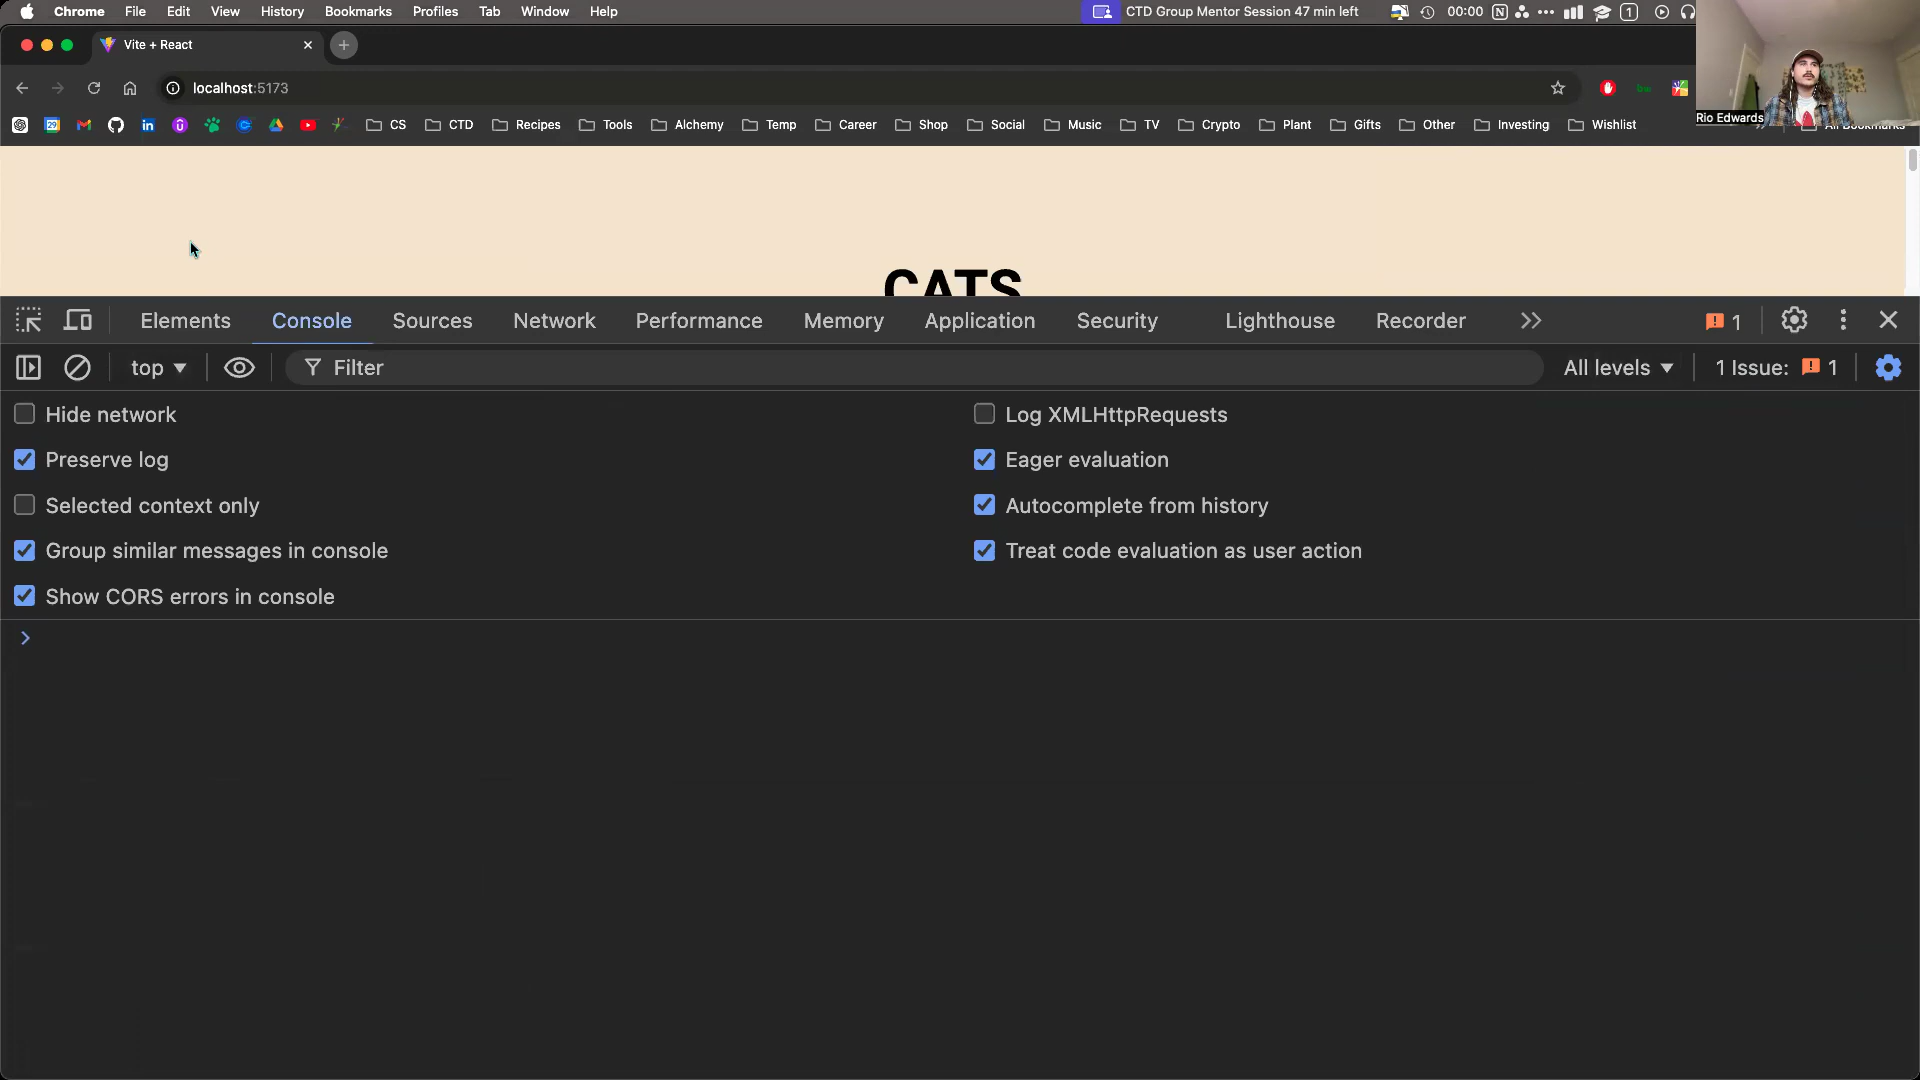 Chrome File Edit View History Bookmarks Profiles Tab Window Help CTD Group Mentor Session 47 min left 00:00 1
Vite + React
localhost:5173
29 CS CTD Recipes Tools Alchemy Temp Career Shop Social Music TV Crypto Plant Gifts Other Investing Wishlist
Rio Edwards
CATS
Elements Console Sources Network Performance Memory Application Security Lighthouse Recorder 1
top Filter All levels 1 Issue: 1
Hide network
Log XMLHttpRequests
Preserve log
Eager evaluation
Selected context only
Autocomplete from history
Group similar messages in console
Treat code evaluation as user action
Show CORS errors in console